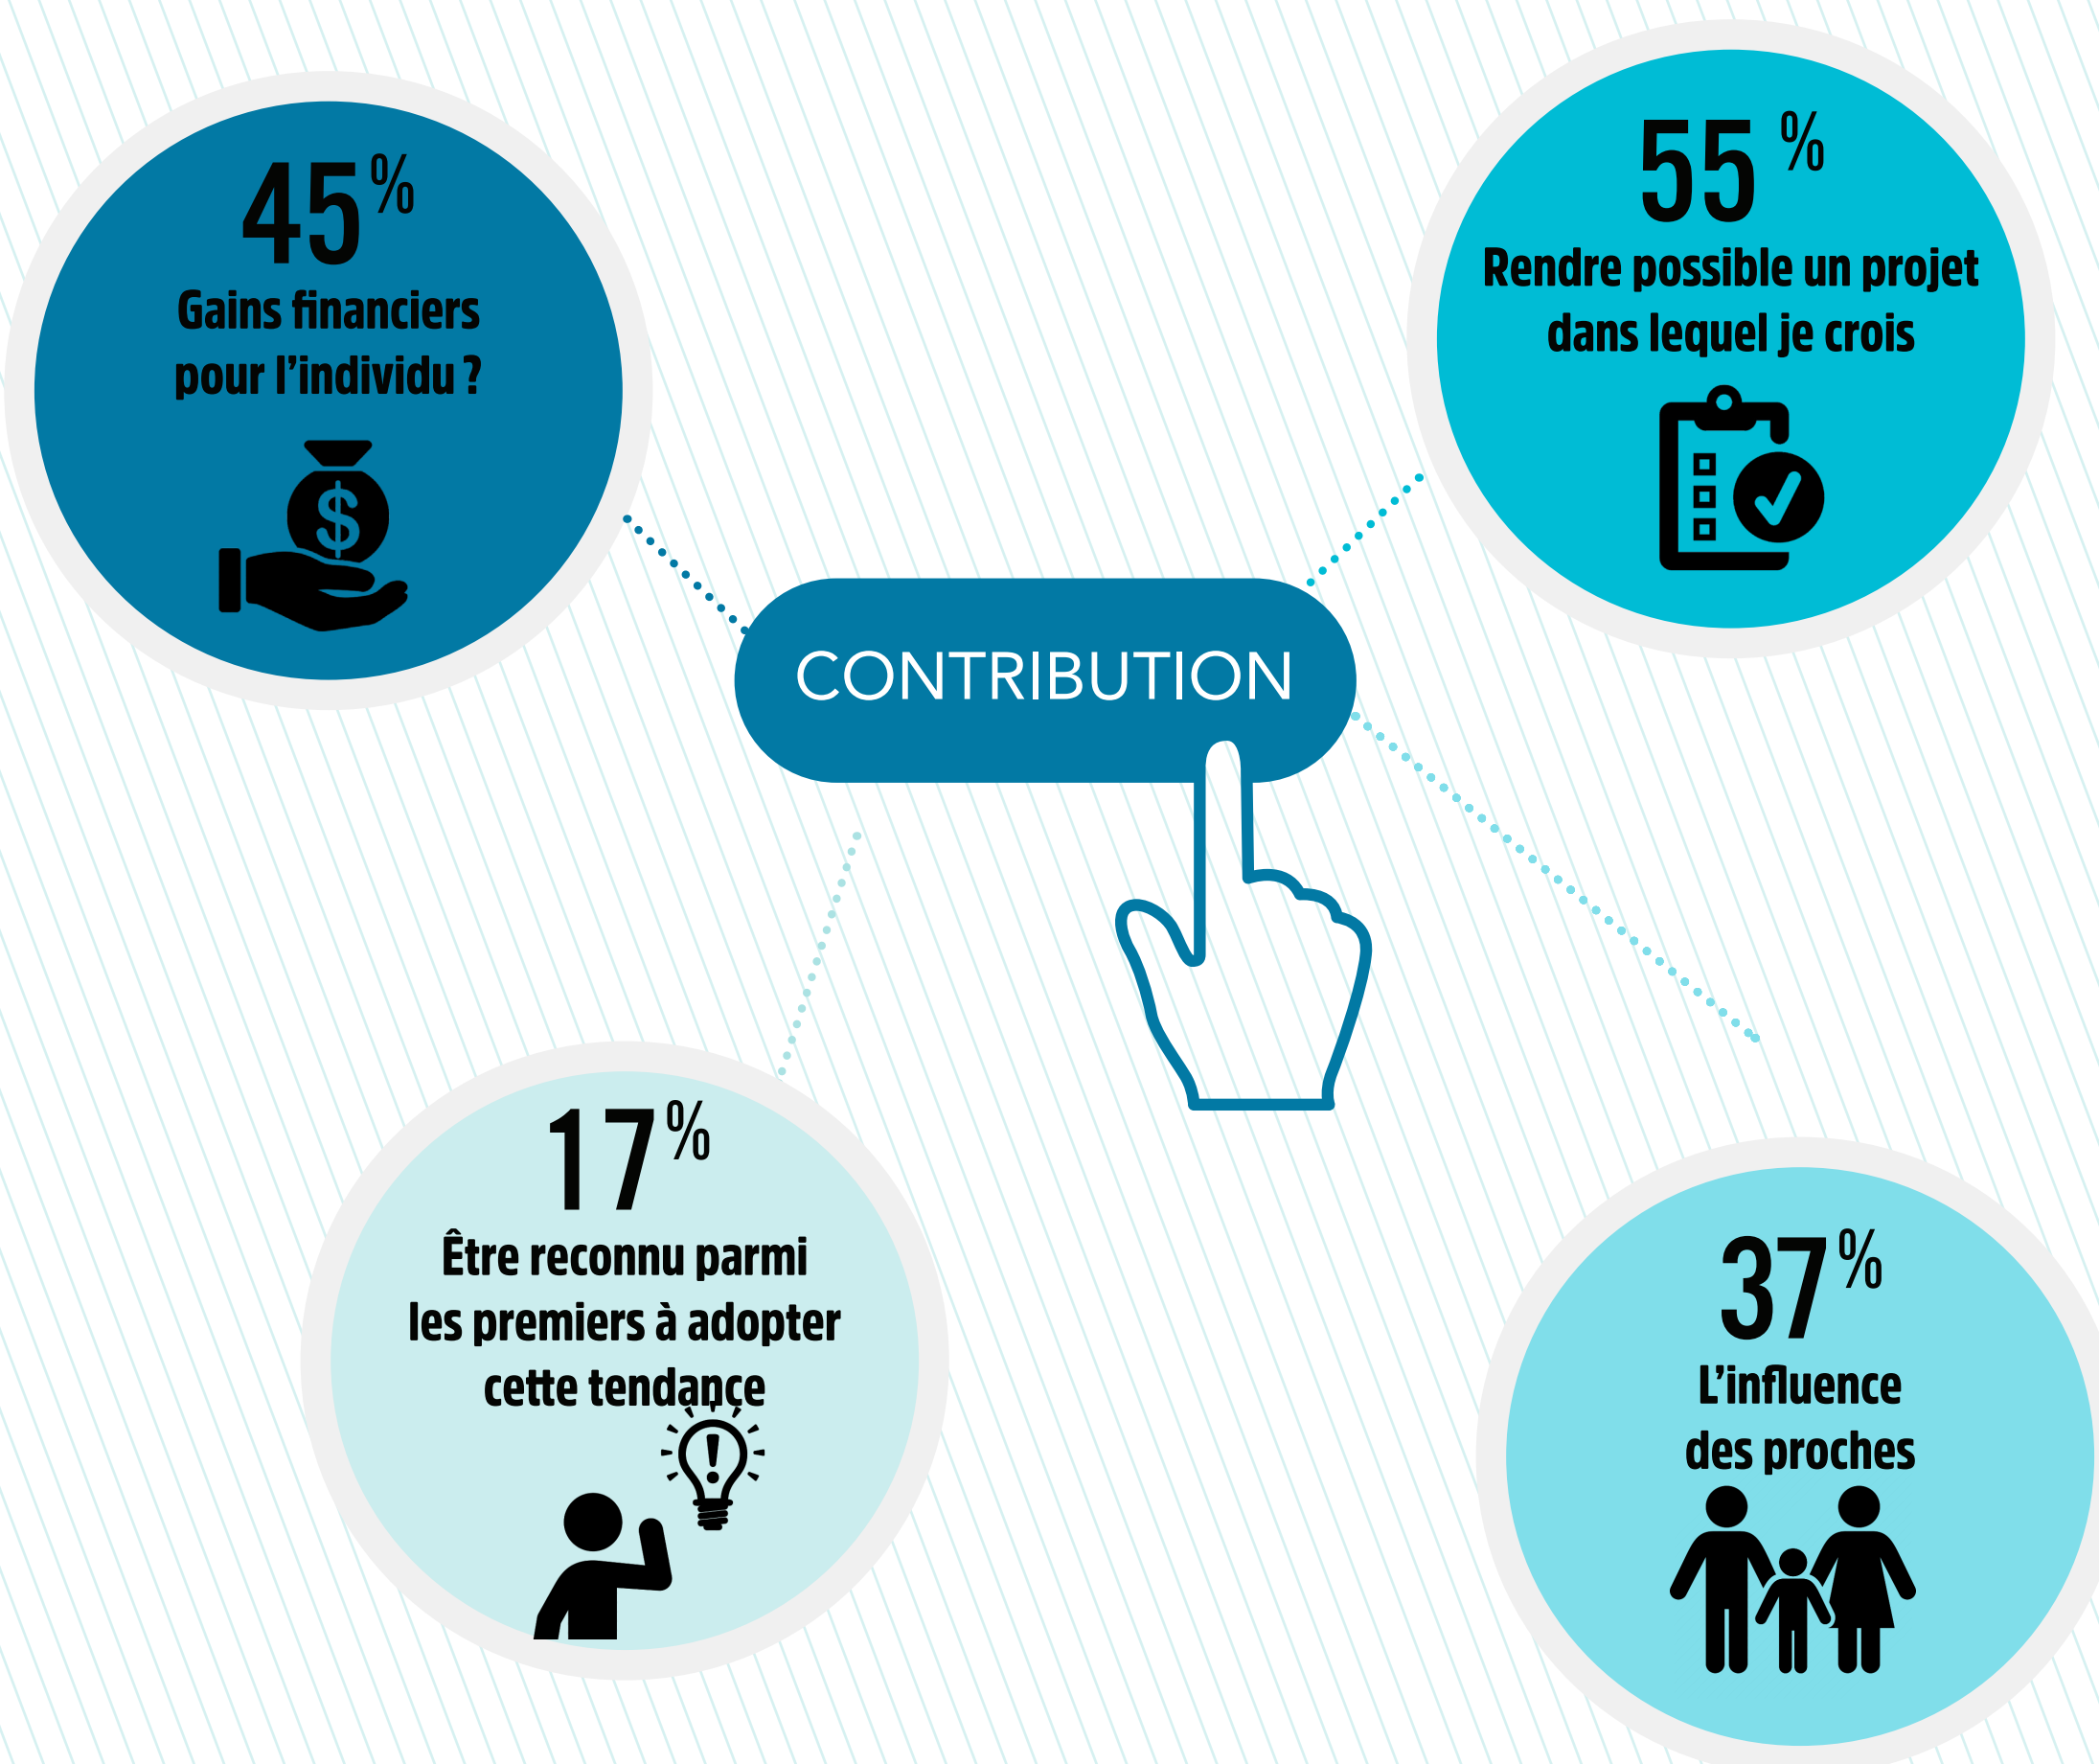 45%
Gains financiers
pour l’individu ?
$
55 %
Rendre possible un projet
dans lequel je crois
CONTRIBUTION
17%
Être reconnu parmi
les premiers à adopter
cette tendance
!
37%
L’influence
des proches